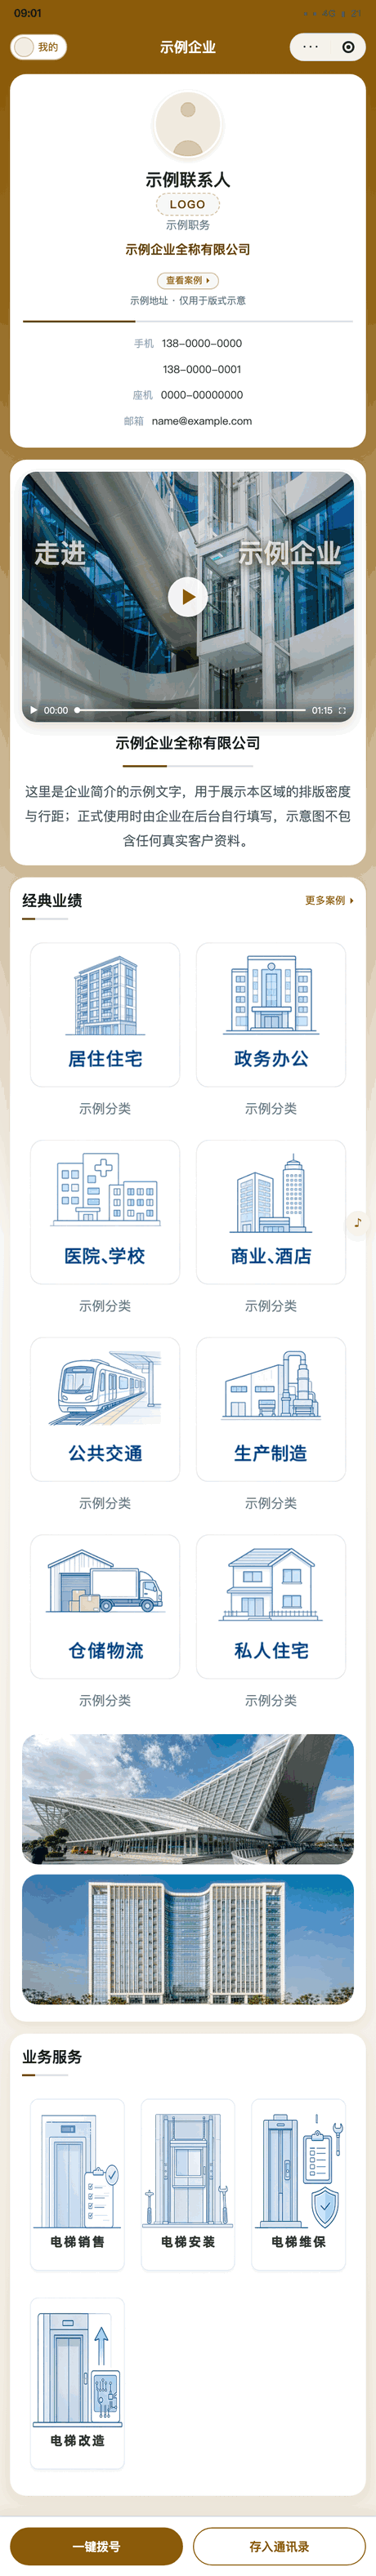 09:01
4G
21
我的
示例企业
示例联系人
LOGO
示例职务
示例企业全称有限公司
查看案例
示例地址 · 仅用于版式示意
手机 138-0000-0000
138-0000-0001
座机 0000-00000000
邮箱 name@example.com
走进 示例企业
00:00 01:15
示例企业全称有限公司
这里是企业简介的示例文字，用于展示本区域的排版密度
与行距；正式使用时由企业在后台自行填写，示意图不包
含任何真实客户资料。
经典业绩 更多案例
居住住宅 政务办公
示例分类 示例分类
医院、学校 商业、酒店
示例分类 示例分类
公共交通 生产制造
示例分类 示例分类
仓储物流 私人住宅
示例分类 示例分类
业务服务
电梯销售 电梯安装 电梯维保
电梯改造
一键拨号 存入通讯录